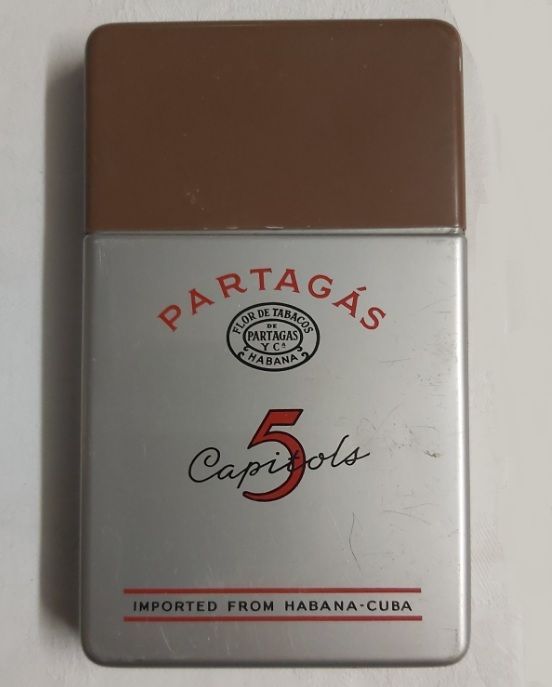 PARTAGÁS
FLOR DE TABACOS
DE
PARTAGAS
Y Cª
HABANA
5
Capitols
IMPORTED FROM HABANA-CUBA